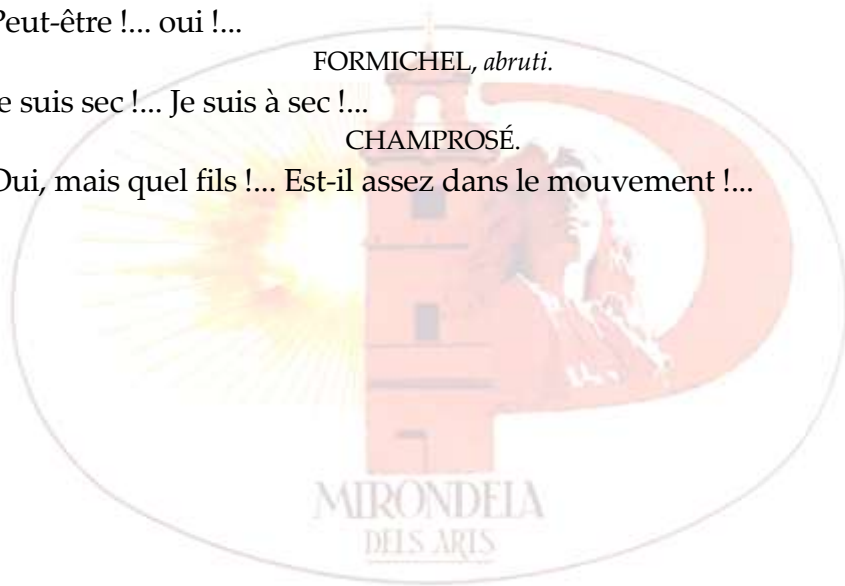 Peut-être !... oui !...
FORMICHEL, abruti.
e suis sec !... Je suis à sec !...
CHAMPROSÉ.
Oui, mais quel fils !... Est-il assez dans le mouvement !...
MIRONDELA
DELS ARTS